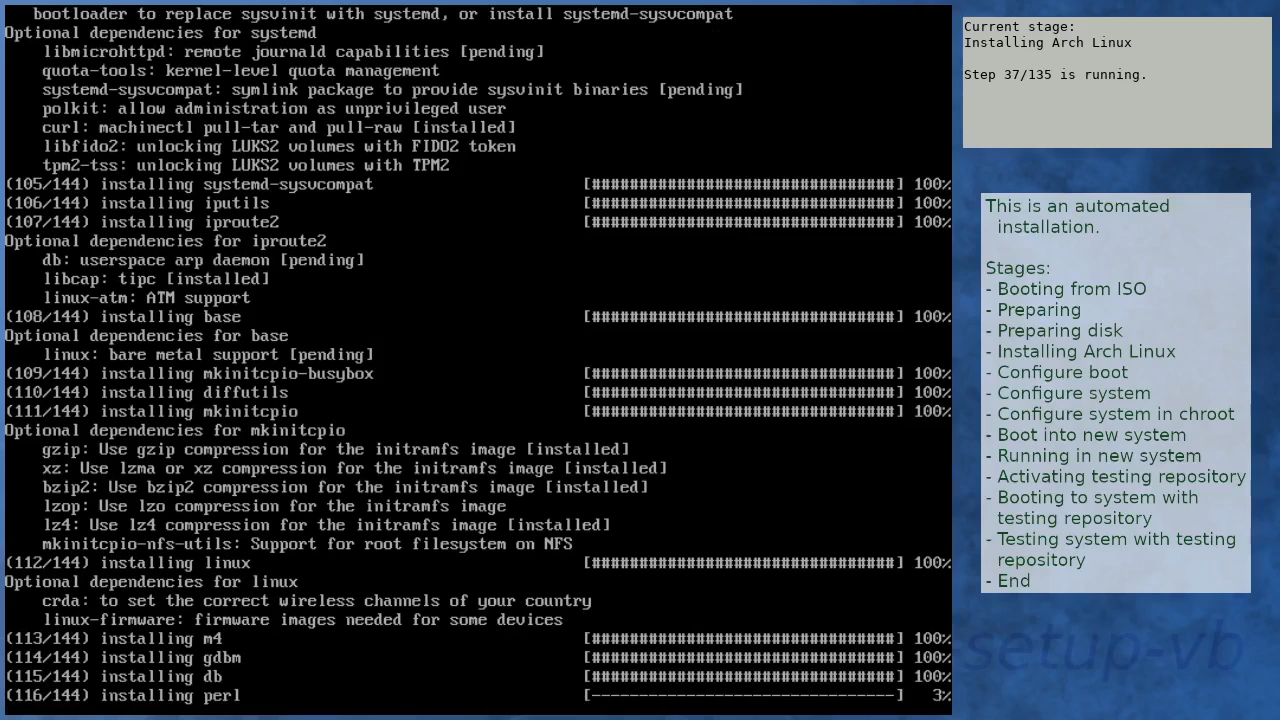 bootloader to replace sysvinit with systemd, or install systemd-sysvcompat
Optional dependencies for systemd
libmicrohttpd: remote journald capabilities [pending]
quota-tools: kernel-level quota management
systemd-sysvcompat: symlink package to provide sysvinit binaries [pending]
polkit: allow administration as unprivileged user
curl: machinectl pull-tar and pull-raw [installed]
libfido2: unlocking LUKS2 volumes with FIDO2 token
tpm2-tss: unlocking LUKS2 volumes with TPM2
(105/144) installing systemd-sysvcompat [################################] 100%
(106/144) installing iputils [################################] 100%
(107/144) installing iproute2 [################################] 100%
Optional dependencies for iproute2
db: userspace arp daemon [pending]
libcap: tipc [installed]
linux-atm: ATM support
(108/144) installing base [################################] 100%
Optional dependencies for base
linux: bare metal support [pending]
(109/144) installing mkinitcpio-busybox [################################] 100%
(110/144) installing diffutils [################################] 100%
(111/144) installing mkinitcpio [################################] 100%
Optional dependencies for mkinitcpio
gzip: Use gzip compression for the initramfs image [installed]
xz: Use lzma or xz compression for the initramfs image [installed]
bzip2: Use bzip2 compression for the initramfs image [installed]
lzop: Use lzo compression for the initramfs image
lz4: Use lz4 compression for the initramfs image [installed]
mkinitcpio-nfs-utils: Support for root filesystem on NFS
(112/144) installing linux [################################] 100%
Optional dependencies for linux
crda: to set the correct wireless channels of your country
linux-firmware: firmware images needed for some devices
(113/144) installing m4 [################################] 100%
(114/144) installing gdbm [################################] 100%
(115/144) installing db [################################] 100%
(116/144) installing perl [--------------------------------] 3%
Current stage:
Installing Arch Linux
Step 37/135 is running.
This is an automated
installation.
Stages:
- Booting from ISO
- Preparing
- Preparing disk
- Installing Arch Linux
- Configure boot
- Configure system
- Configure system in chroot
- Boot into new system
- Running in new system
- Activating testing repository
- Booting to system with
testing repository
- Testing system with testing
repository
- End
setup-vb